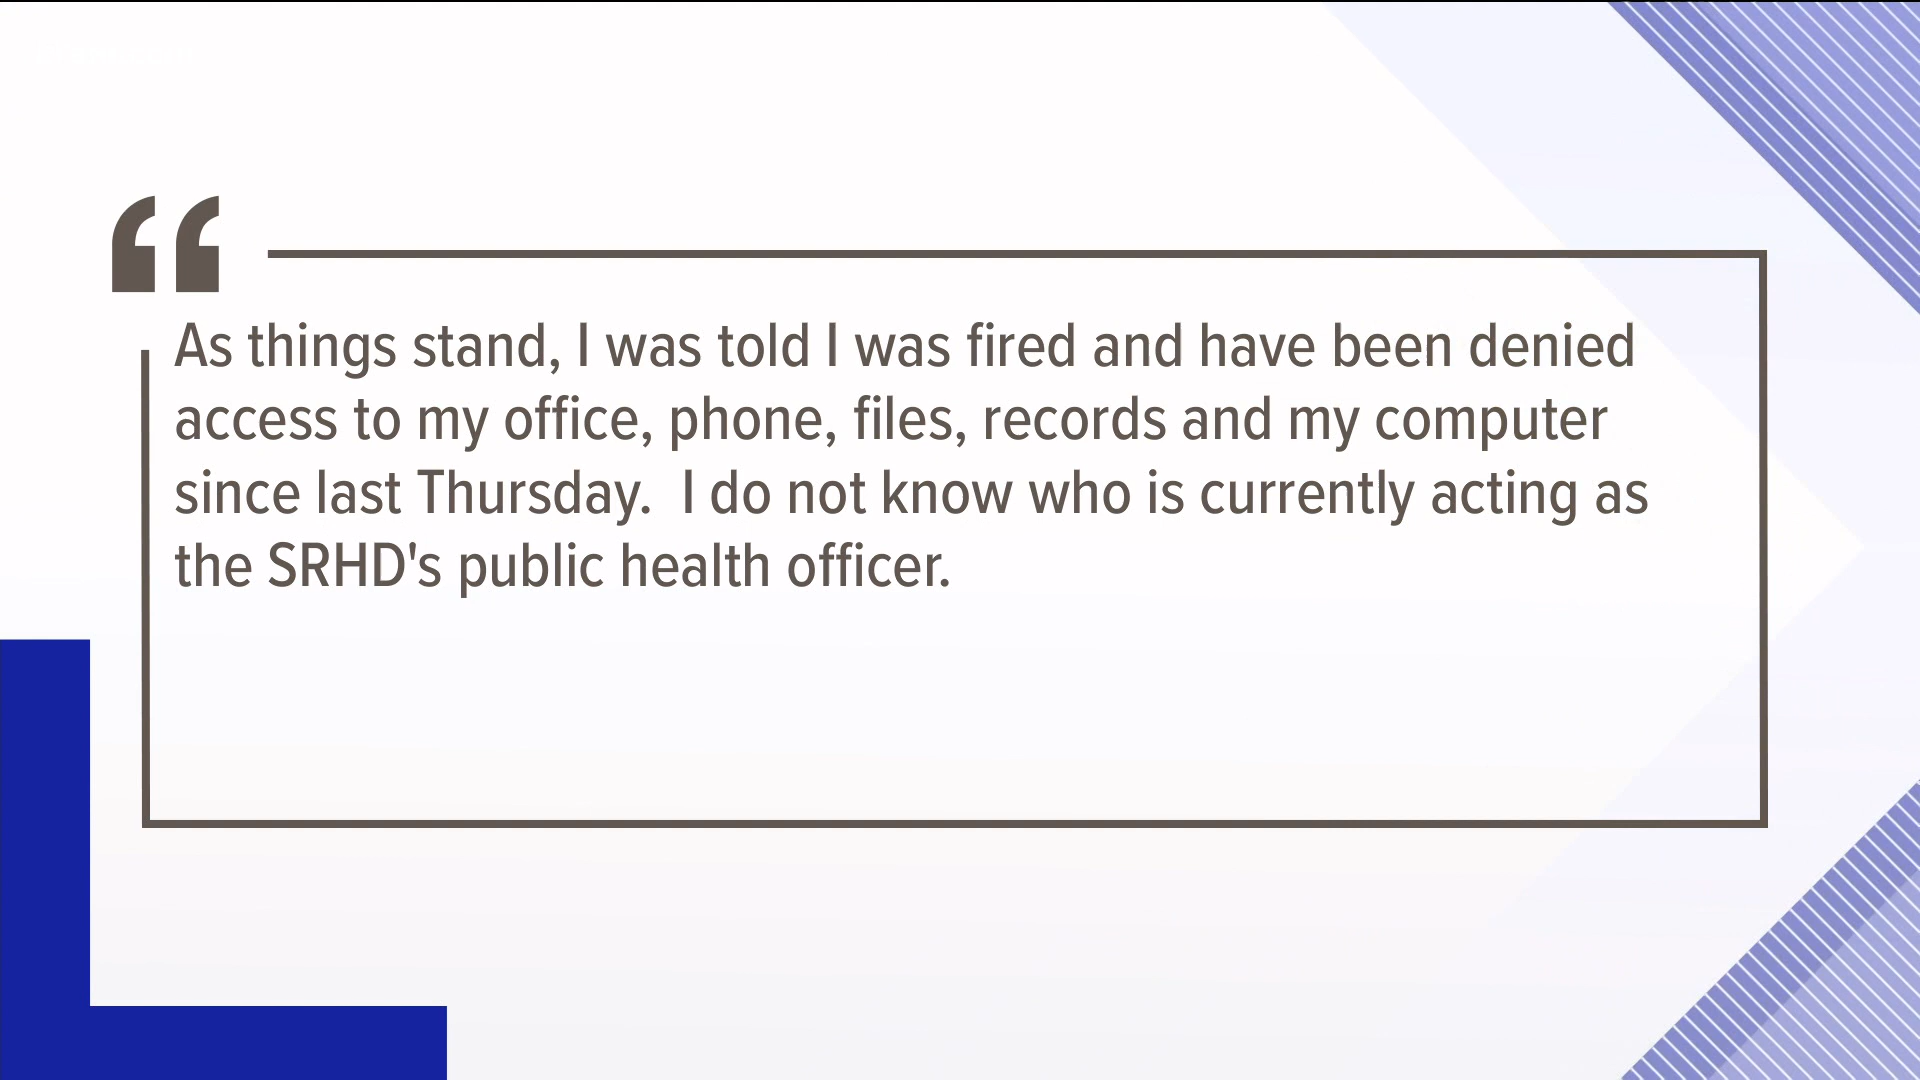 “
As things stand, I was told I was fired and have been denied
access to my office, phone, files, records and my computer
since last Thursday.  I do not know who is currently acting as
the SRHD's public health officer.